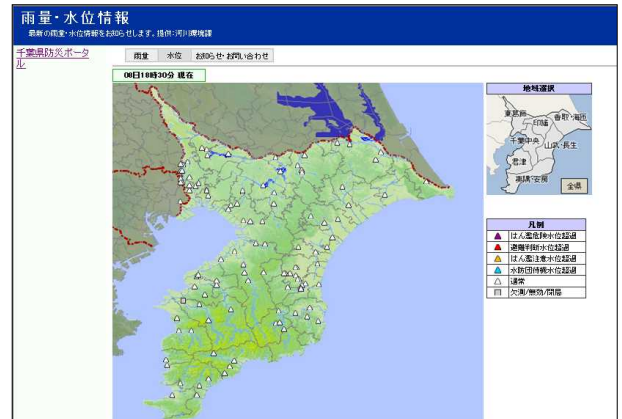 雨量・水位情報
最新の雨量・水位情報をお知らせします。提供：河川環境課
千葉県防災ポータル
雨量 水位 お知らせ・お問い合わせ
08日18時30分 現在
地域選択
東葛飾
印旛
香取・海匝
千葉中央
山武・長生
君津
夷隅・安房
全県
凡例
はん濫危険水位超過
避難判断水位超過
はん濫注意水位超過
水防団待機水位超過
通常
欠測/無効/閉局